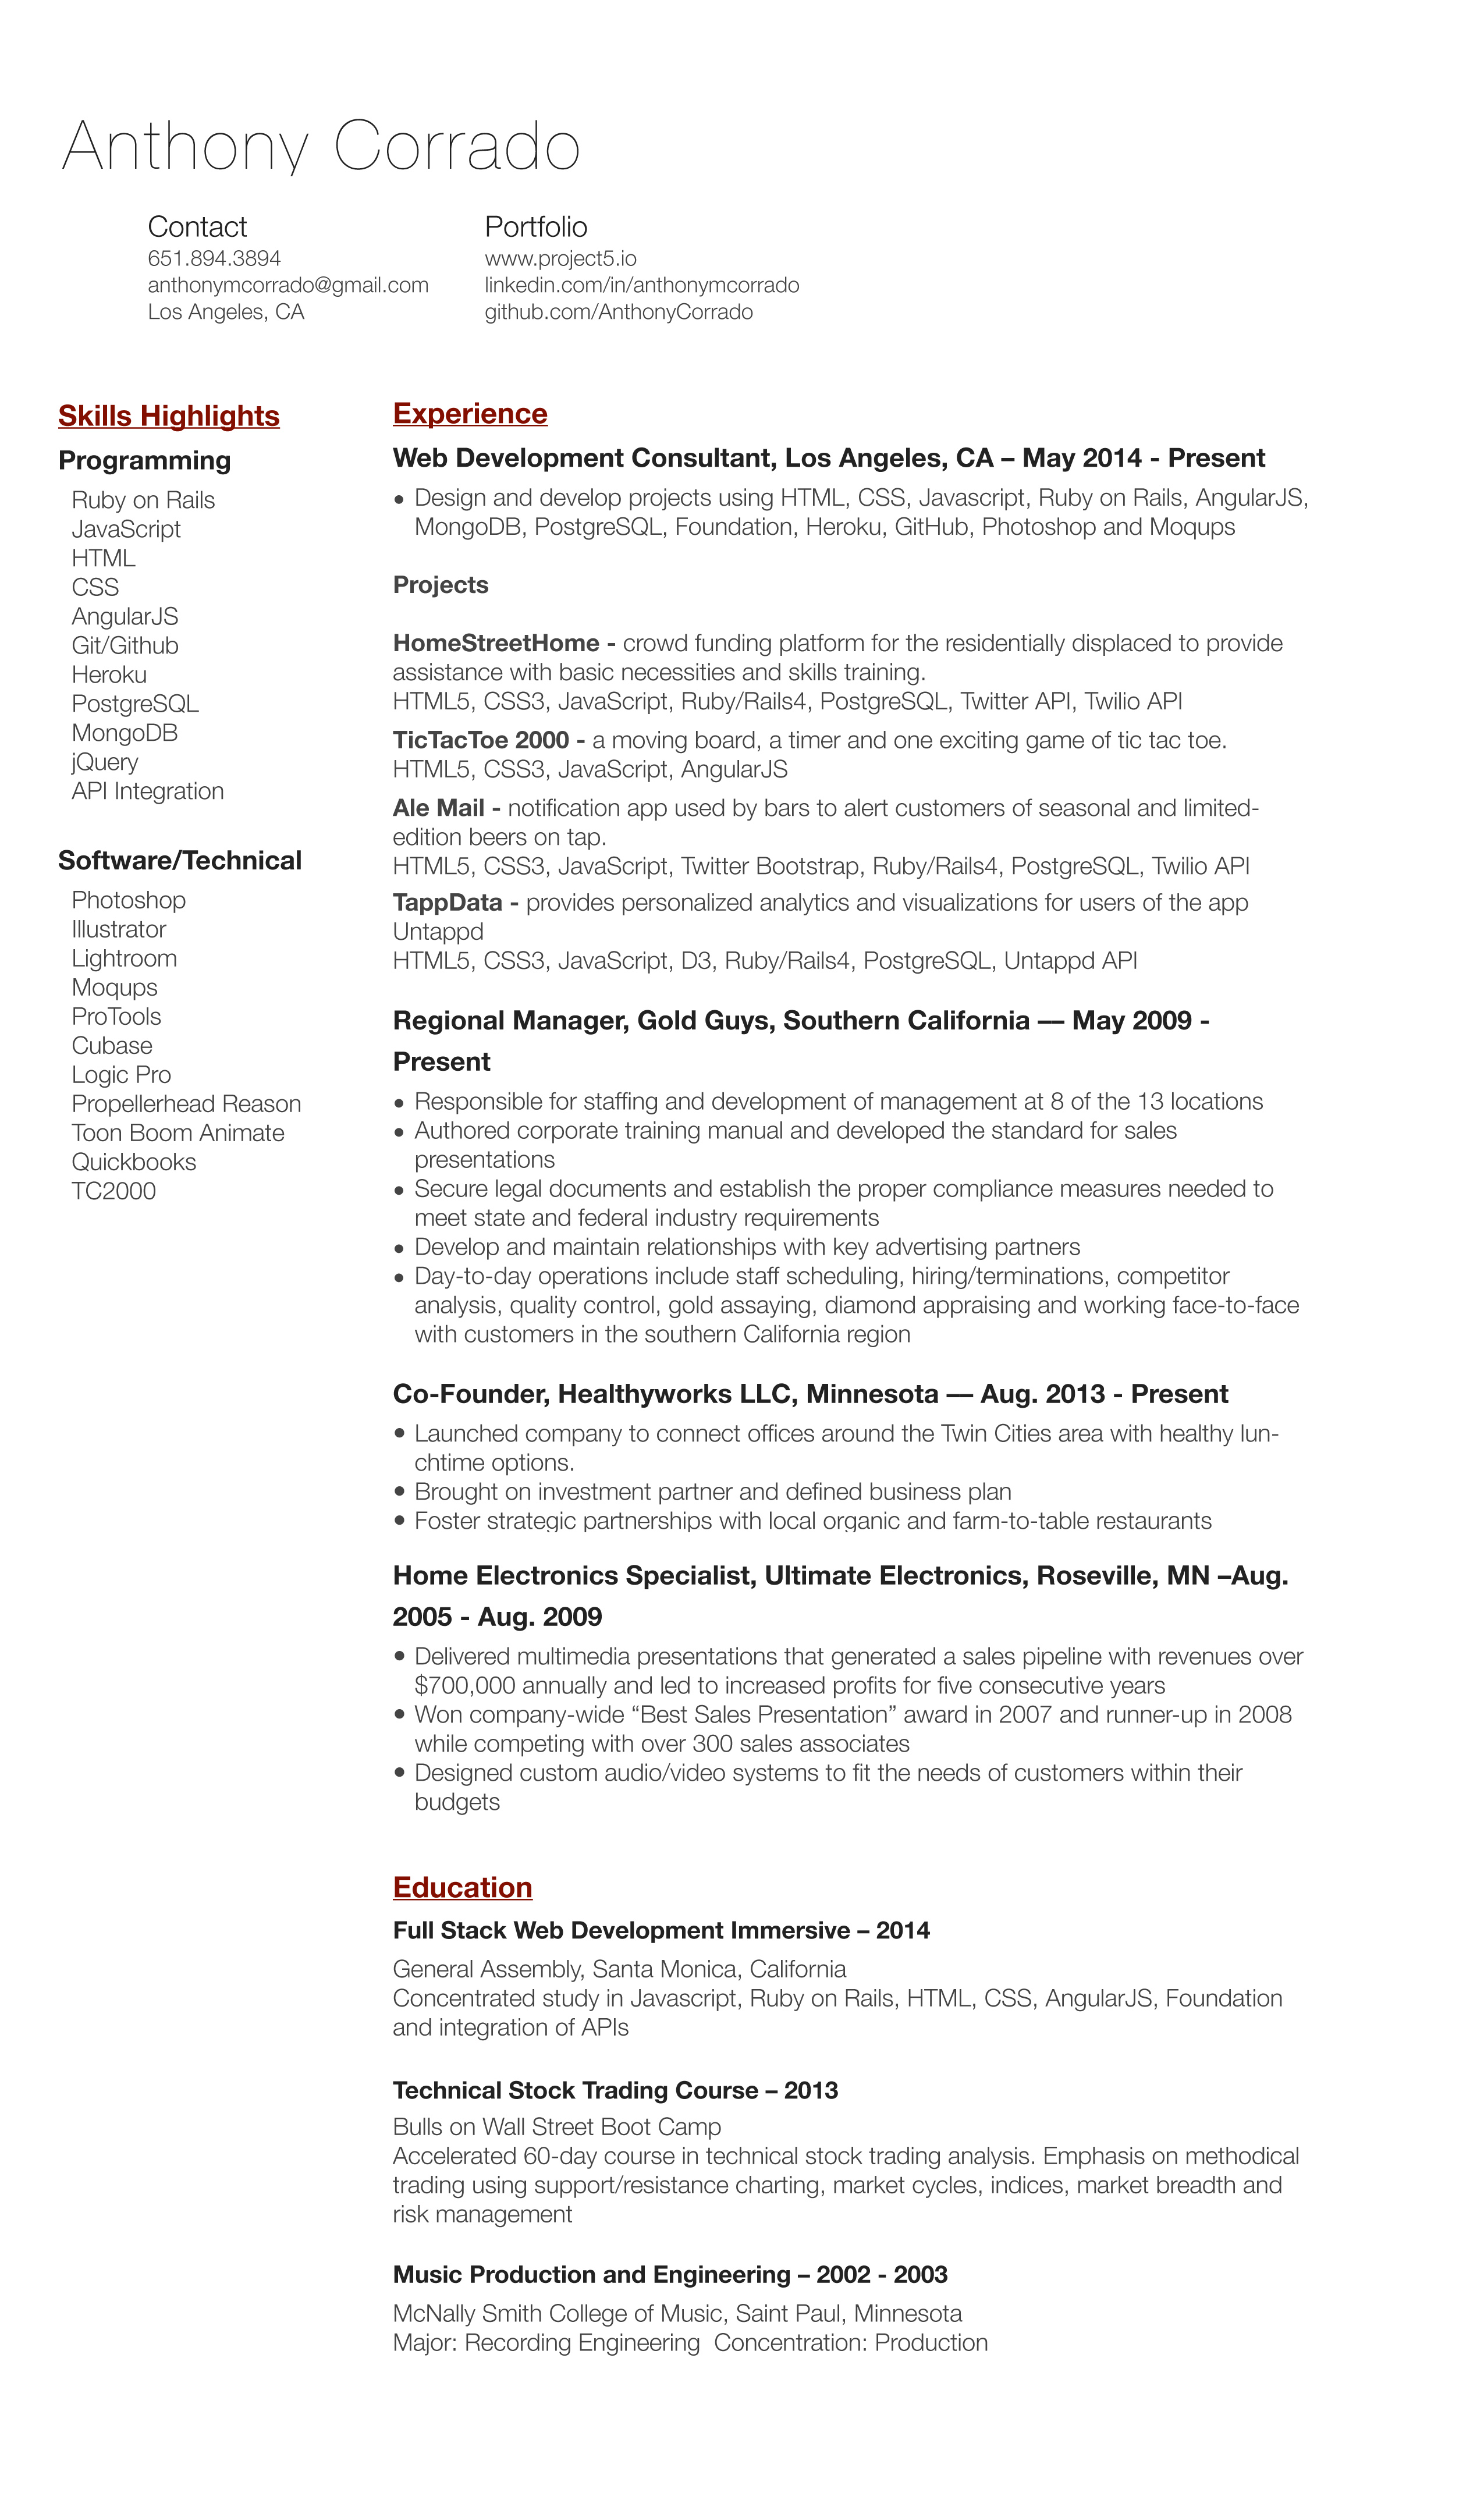 Anthony Corrado
Contact
651.894.3894
anthonymcorrado@gmail.com
Los Angeles, CA
Portfolio
www.project5.io
linkedin.com/in/anthonymcorrado
github.com/AnthonyCorrado
Skills Highlights
Programming
Ruby on Rails
JavaScript
HTML
CSS
AngularJS
Git/Github
Heroku
PostgreSQL
MongoDB
jQuery
API Integration
Software/Technical
Photoshop
Illustrator
Lightroom
Moqups
ProTools
Cubase
Logic Pro
Propellerhead Reason
Toon Boom Animate
Quickbooks
TC2000
Experience
Web Development Consultant, Los Angeles, CA – May 2014 - Present
• Design and develop projects using HTML, CSS, Javascript, Ruby on Rails, AngularJS,
MongoDB, PostgreSQL, Foundation, Heroku, GitHub, Photoshop and Moqups
Projects
HomeStreetHome - crowd funding platform for the residentially displaced to provide
assistance with basic necessities and skills training.
HTML5, CSS3, JavaScript, Ruby/Rails4, PostgreSQL, Twitter API, Twilio API
TicTacToe 2000 - a moving board, a timer and one exciting game of tic tac toe.
HTML5, CSS3, JavaScript, AngularJS
Ale Mail - notification app used by bars to alert customers of seasonal and limited-
edition beers on tap.
HTML5, CSS3, JavaScript, Twitter Bootstrap, Ruby/Rails4, PostgreSQL, Twilio API
TappData - provides personalized analytics and visualizations for users of the app
Untappd
HTML5, CSS3, JavaScript, D3, Ruby/Rails4, PostgreSQL, Untappd API
Regional Manager, Gold Guys, Southern California — May 2009 -
Present
• Responsible for staffing and development of management at 8 of the 13 locations
• Authored corporate training manual and developed the standard for sales
presentations
• Secure legal documents and establish the proper compliance measures needed to
meet state and federal industry requirements
• Develop and maintain relationships with key advertising partners
• Day-to-day operations include staff scheduling, hiring/terminations, competitor
analysis, quality control, gold assaying, diamond appraising and working face-to-face
with customers in the southern California region
Co-Founder, Healthyworks LLC, Minnesota — Aug. 2013 - Present
• Launched company to connect offices around the Twin Cities area with healthy lun-
chtime options.
• Brought on investment partner and defined business plan
• Foster strategic partnerships with local organic and farm-to-table restaurants
Home Electronics Specialist, Ultimate Electronics, Roseville, MN –Aug.
2005 - Aug. 2009
• Delivered multimedia presentations that generated a sales pipeline with revenues over
$700,000 annually and led to increased profits for five consecutive years
• Won company-wide “Best Sales Presentation” award in 2007 and runner-up in 2008
while competing with over 300 sales associates
• Designed custom audio/video systems to fit the needs of customers within their
budgets
Education
Full Stack Web Development Immersive – 2014
General Assembly, Santa Monica, California
Concentrated study in Javascript, Ruby on Rails, HTML, CSS, AngularJS, Foundation
and integration of APIs
Technical Stock Trading Course – 2013
Bulls on Wall Street Boot Camp
Accelerated 60-day course in technical stock trading analysis. Emphasis on methodical
trading using support/resistance charting, market cycles, indices, market breadth and
risk management
Music Production and Engineering – 2002 - 2003
McNally Smith College of Music, Saint Paul, Minnesota
Major: Recording Engineering  Concentration: Production